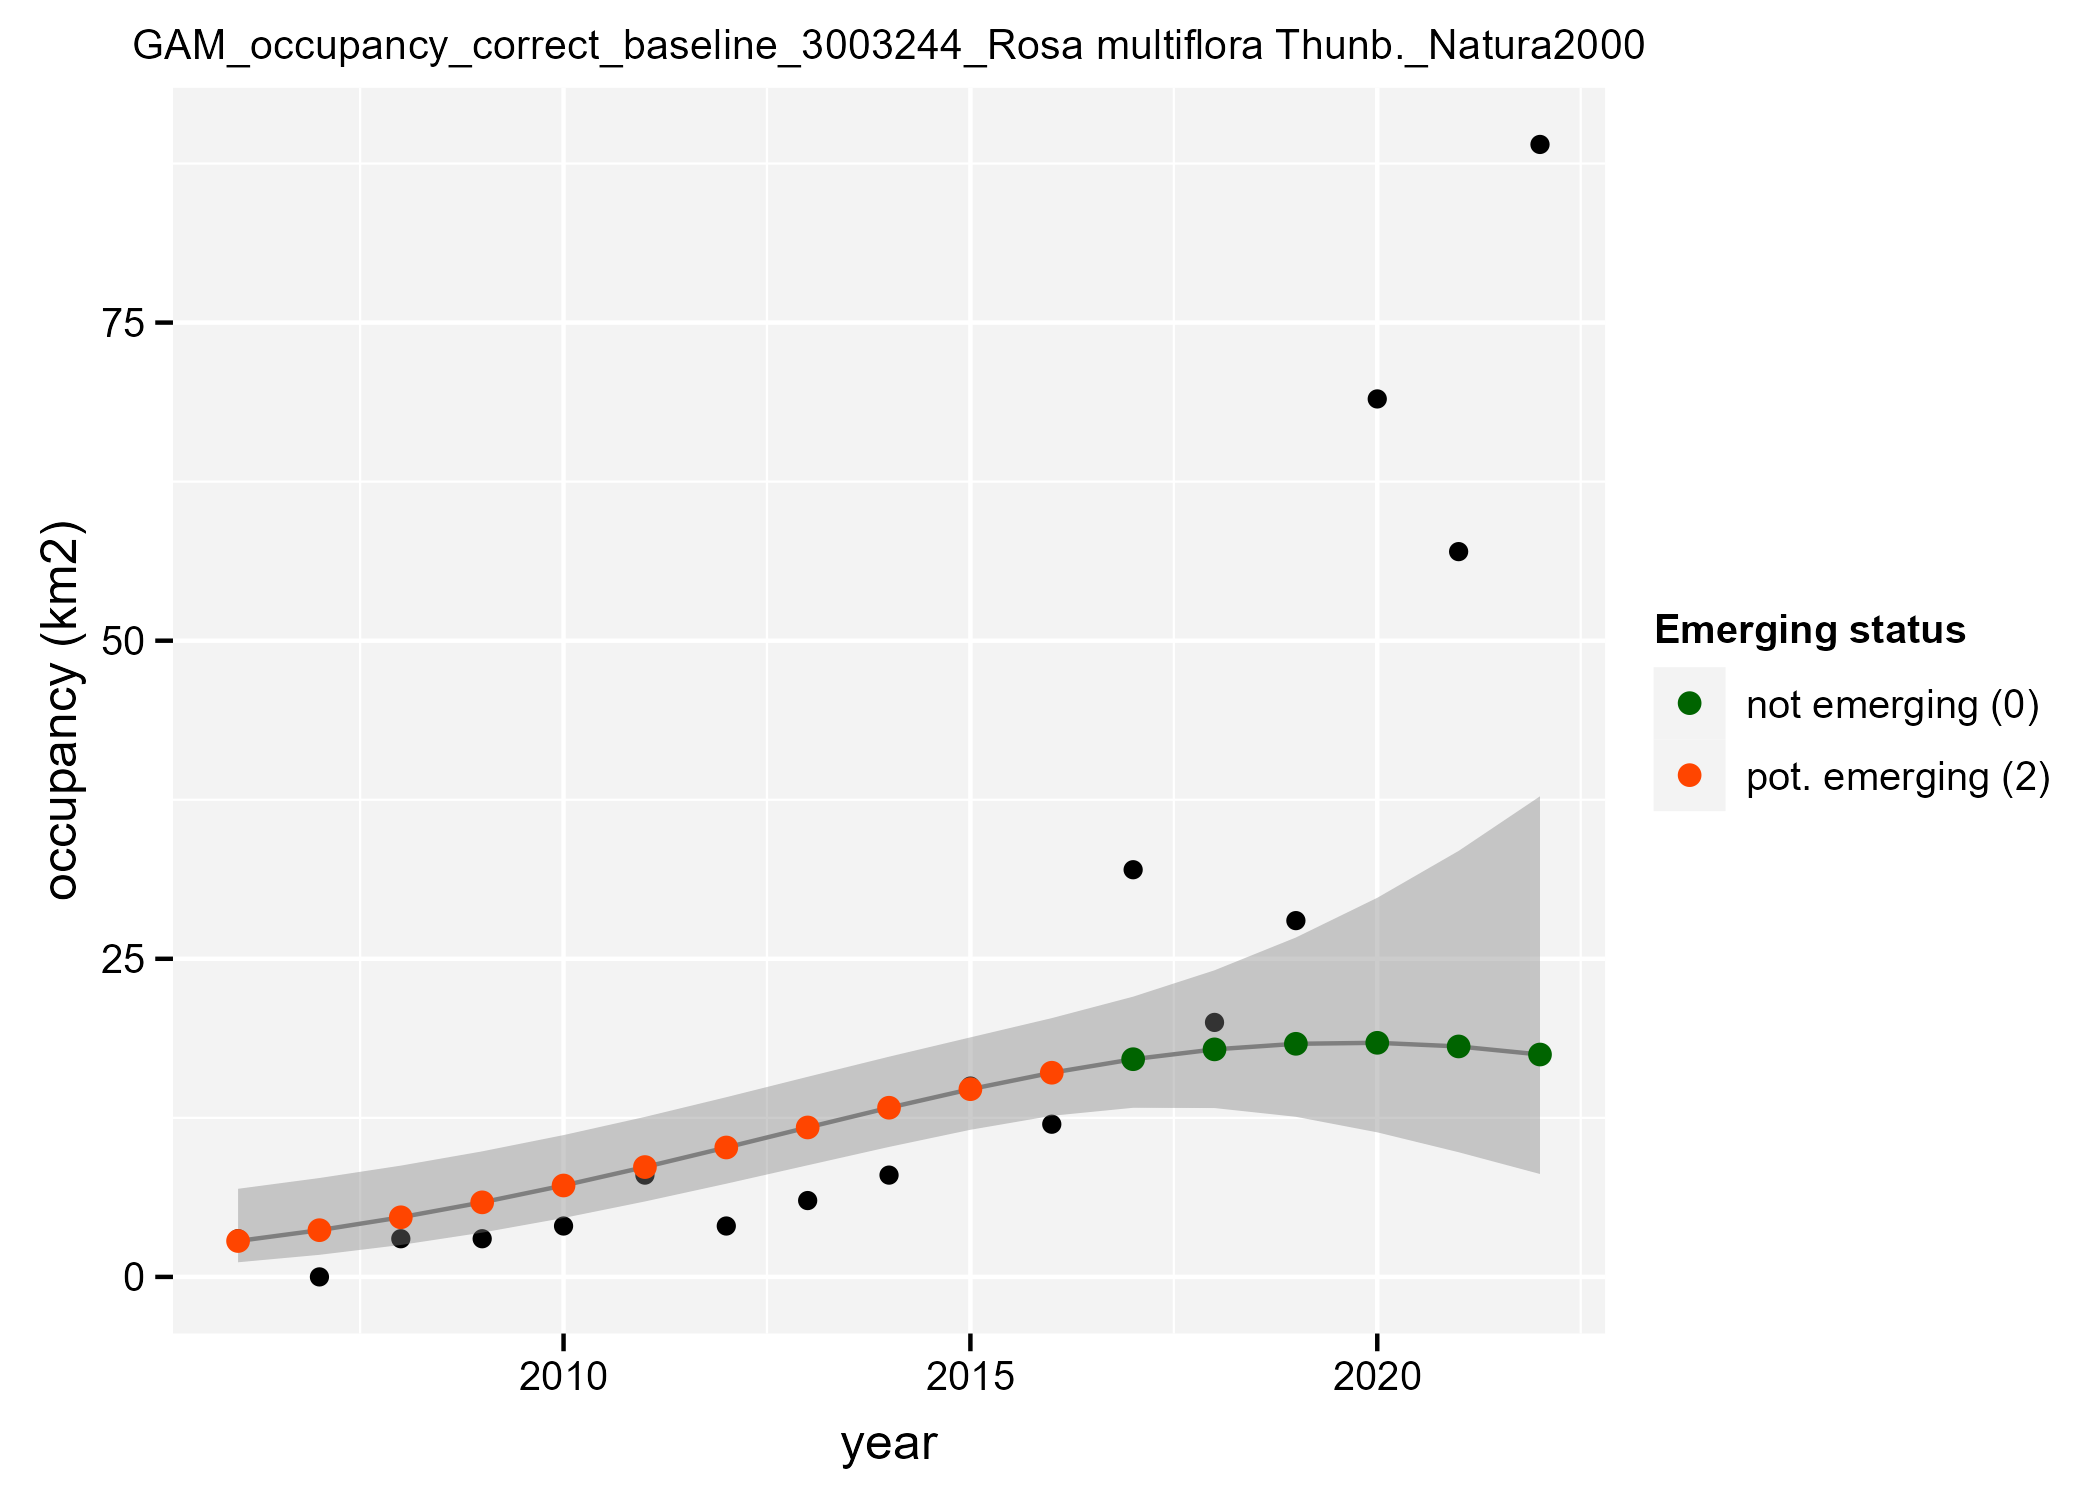 GAM_occupancy_correct_baseline_3003244_Rosa multiflora Thunb._Natura2000
75
50
25
0
occupancy (km2)
2010 2015 2020
year
Emerging status
not emerging (0)
pot. emerging (2)